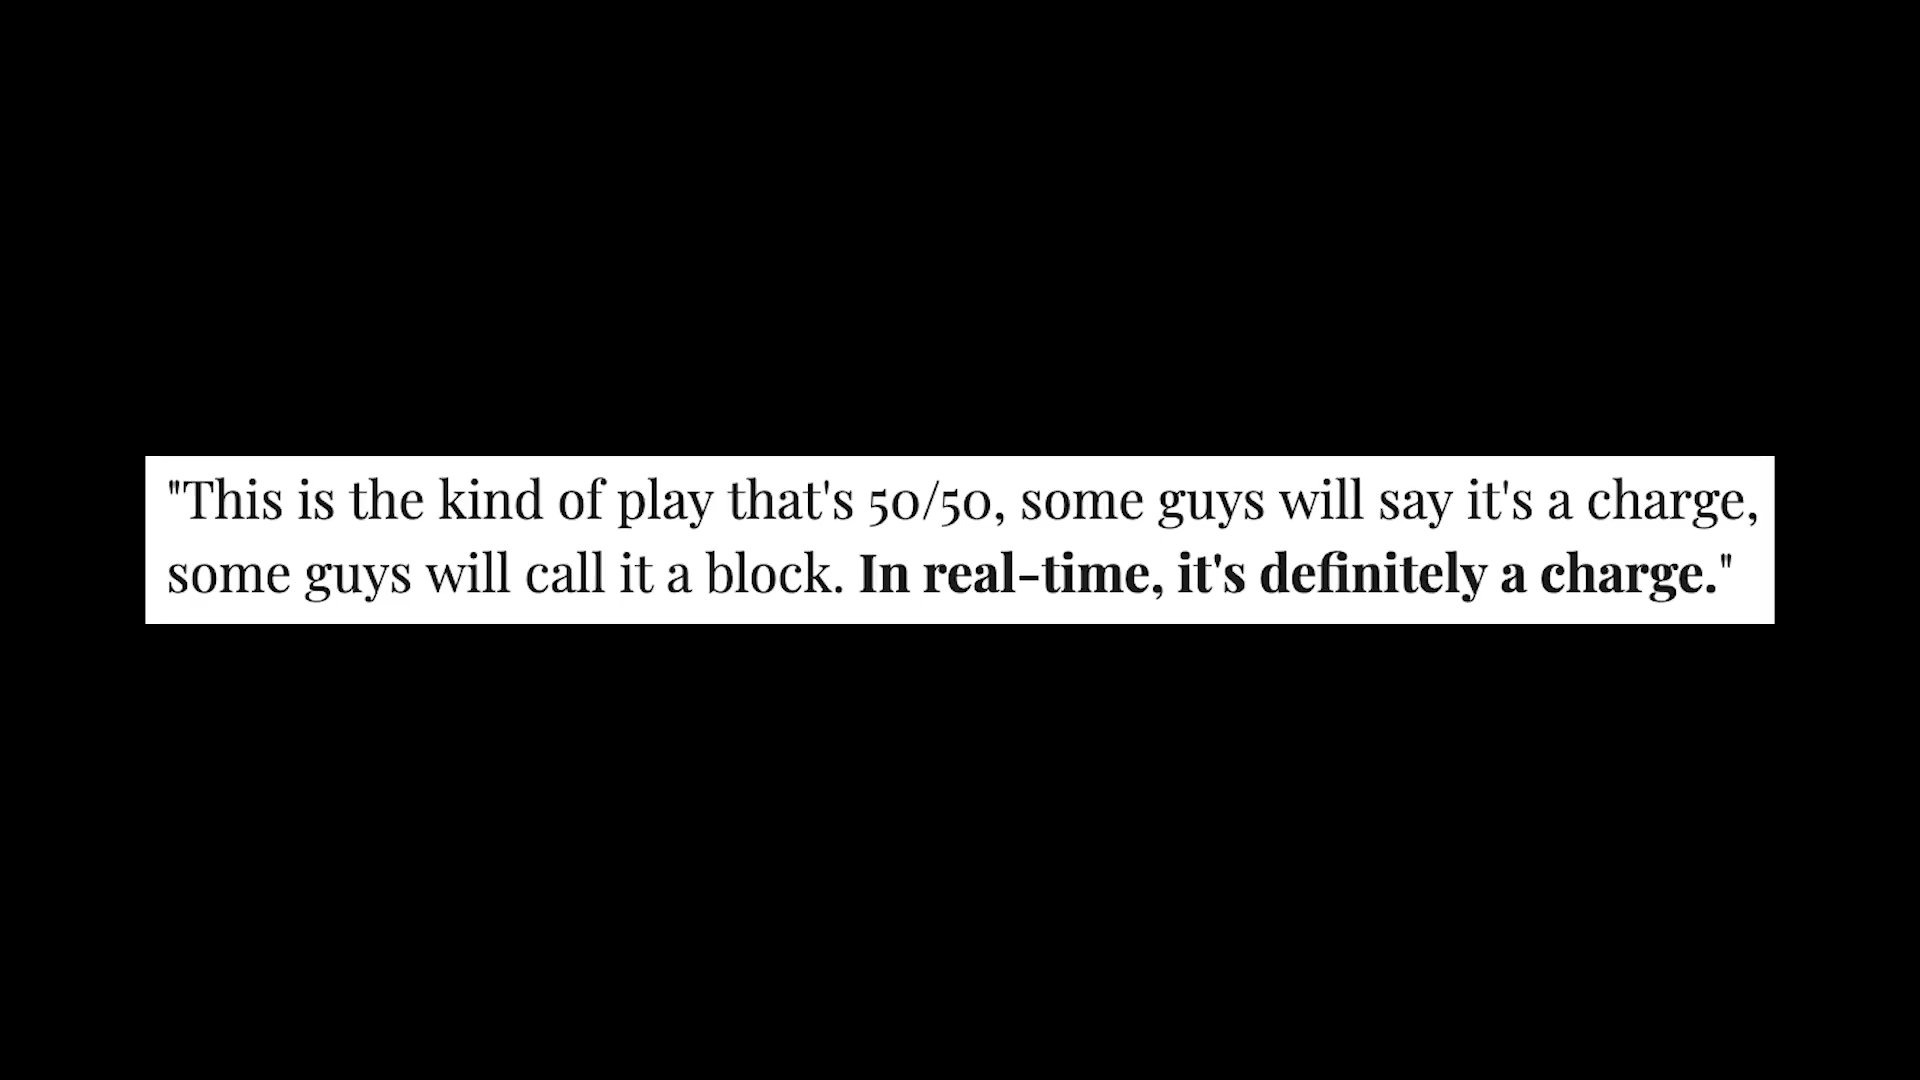 "This is the kind of play that's 50/50, some guys will say it's a charge,
some guys will call it a block. In real-time, it's definitely a charge."